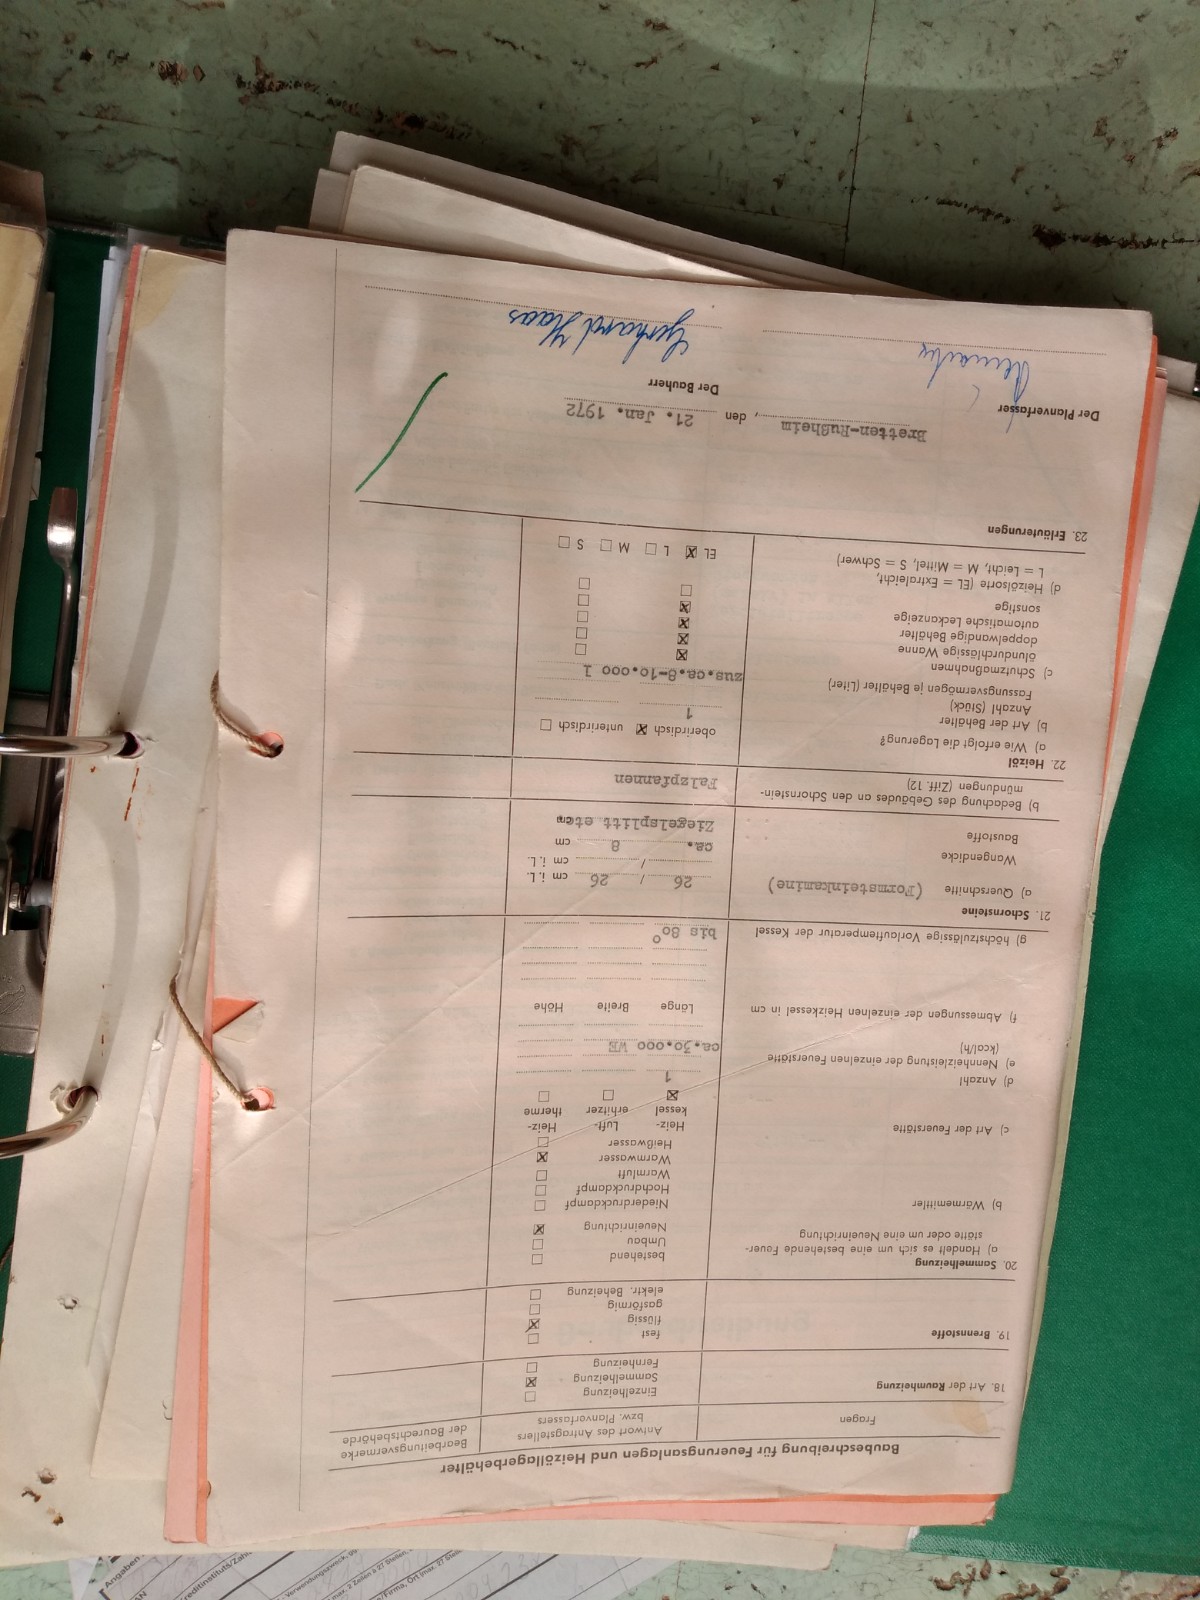 Baubeschreibung für Feuerungsanlagen und Heizöllagerbehälter
Fragen
Antwort des Antragstellers
bzw. Planverfassers
Bearbeitungsvermerke
der Baurechtsbehörde
18. Art der Raumheizung
Einzelheizung ☐
Sammelheizung ☒
Fernheizung ☐
19. Brennstoffe
fest ☐
flüssig ☒
gasförmig ☐
elektr. Beheizung ☐
20. Sammelheizung
a) Handelt es sich um eine bestehende Feuer-
stätte oder um eine Neueinrichtung
bestehend ☐
Umbau ☐
Neueinrichtung ☒
b) Wärmemittler
Niederdruckdampf ☐
Hochdruckdampf ☐
Warmluft ☐
Warmwasser ☒
Heißwasser ☐
c) Art der Feuerstätte
Heiz- Luft- Heiz-
kessel erhitzer therme
☒ ☐ ☐
d) Anzahl
1
e) Nennheizleistung der einzelnen Feuerstätte
(kcal/h)
ca.30.000 WE
f) Abmessungen der einzelnen Heizkessel in cm
Länge Breite Höhe
g) höchstzulässige Vorlauftemperatur der Kessel
bis 80°
21. Schornsteine
a) Querschnitte (Formsteinkamine)
26 / 26 cm i. L.
/ cm i. L.
Wangendicke
ca. 8 cm
Baustoffe
Ziegelsplitt etc. cm
b) Bedachung des Gebäudes an den Schornstein-
mündungen (Ziff. 12)
Falzpfannen
22. Heizöl
a) Wie erfolgt die Lagerung?
oberirdisch ☒ unterirdisch ☐
b) Art der Behälter
Anzahl (Stück)
1
Fassungsvermögen je Behälter (Liter)
zus.ca.8-10.000 l
c) Schutzmaßnahmen
ölundurchlässige Wanne ☒ ☐
doppelwandige Behälter ☒ ☐
automatische Leckanzeige ☒ ☐
sonstige ☒ ☐
☐ ☐
d) Heizölsorte (EL = Extraleicht,
L = Leicht, M = Mittel, S = Schwer)
EL ☒ L ☐ M ☐ S ☐
23. Erläuterungen
Bretten-Rußheim, den 21. Jan. 1972
Der Planverfasser
Der Bauherr
Gerhard Haas